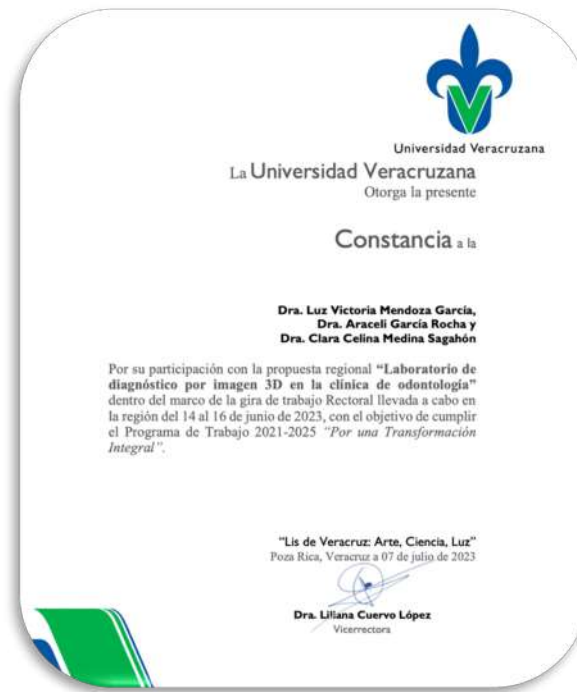 Universidad Veracruzana
La Universidad Veracruzana
Otorga la presente
Constancia a la
Dra. Luz Victoria Mendoza García,
Dra. Araceli García Rocha y
Dra. Clara Celina Medina Sagahón
Por su participación con la propuesta regional “Laboratorio de
diagnóstico por imagen 3D en la clínica de odontología”
dentro del marco de la gira de trabajo Rectoral llevada a cabo en
la región del 14 al 16 de junio de 2023, con el objetivo de cumplir
el Programa de Trabajo 2021-2025 “Por una Transformación
Integral”.
“Lis de Veracruz: Arte, Ciencia, Luz”
Poza Rica, Veracruz a 07 de julio de 2023
Dra. Liliana Cuervo López
Vicerrectora